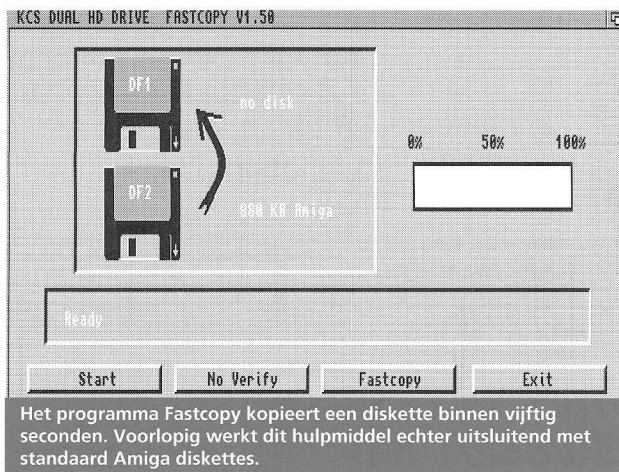 KCS DUAL HD DRIVE FASTCOPY V1.50
DF1
no disk
DF2
880 KB Amiga
0% 50% 100%
Ready
Start No Verify Fastcopy Exit
Het programma Fastcopy kopieert een diskette binnen vijftig
seconden. Voorlopig werkt dit hulpmiddel echter uitsluitend met
standaard Amiga diskettes.